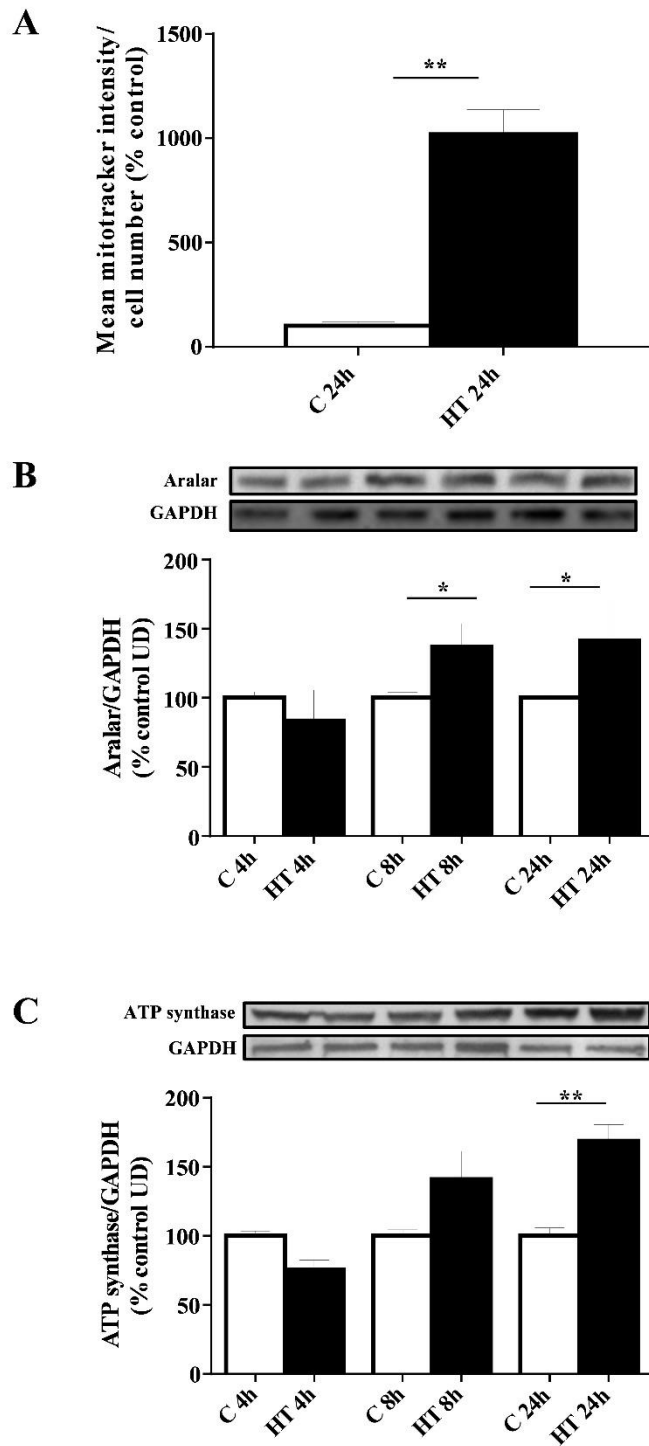 A
Mean mitotracker intensity/
cell number (% control)
1500
1000
500
0
**
C 24h
HT 24h
B
Aralar
GAPDH
Aralar/GAPDH
(% control UD)
200
150
100
50
0
*
*
C 4h
HT 4h
C 8h
HT 8h
C 24h
HT 24h
C
ATP synthase
GAPDH
ATP synthase/GAPDH
(% control UD)
200
150
100
50
0
**
C 4h
HT 4h
C 8h
HT 8h
C 24h
HT 24h